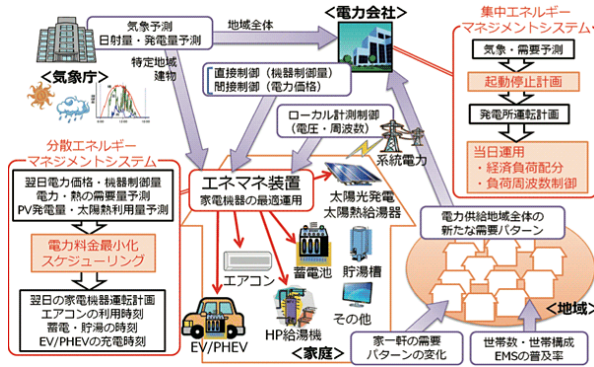 気象予測
日射量・発電量予測
地域全体
<電力会社>
集中エネルギー
マネジメントシステム
気象・需要予測
起動停止計画
発電所運転計画
当日運用
・経済負荷配分
・負荷周波数制御
<気象庁>
特定地域
建物
直接制御（機器制御量）
間接制御（電力価格）
ローカル計測制御
（電圧・周波数）
系統電力
分散エネルギー
マネジメントシステム
翌日電力価格・機器制御量
電力・熱の需要量予測
PV発電量・太陽熱利用量予測
電力料金最小化
スケジューリング
翌日の家電機器運転計画
エアコンの利用時刻
蓄電・貯湯の時刻
EV/PHEVの充電時刻
エネマネ装置
家電機器の最適運用
太陽光発電
太陽熱給湯器
エアコン
蓄電池
貯湯槽
EV/PHEV
HP給湯機
その他
<家庭>
電力供給地域全体の
新たな需要パターン
<地域>
家一軒の需要
パターンの変化
世帯数・世帯構成
EMSの普及率